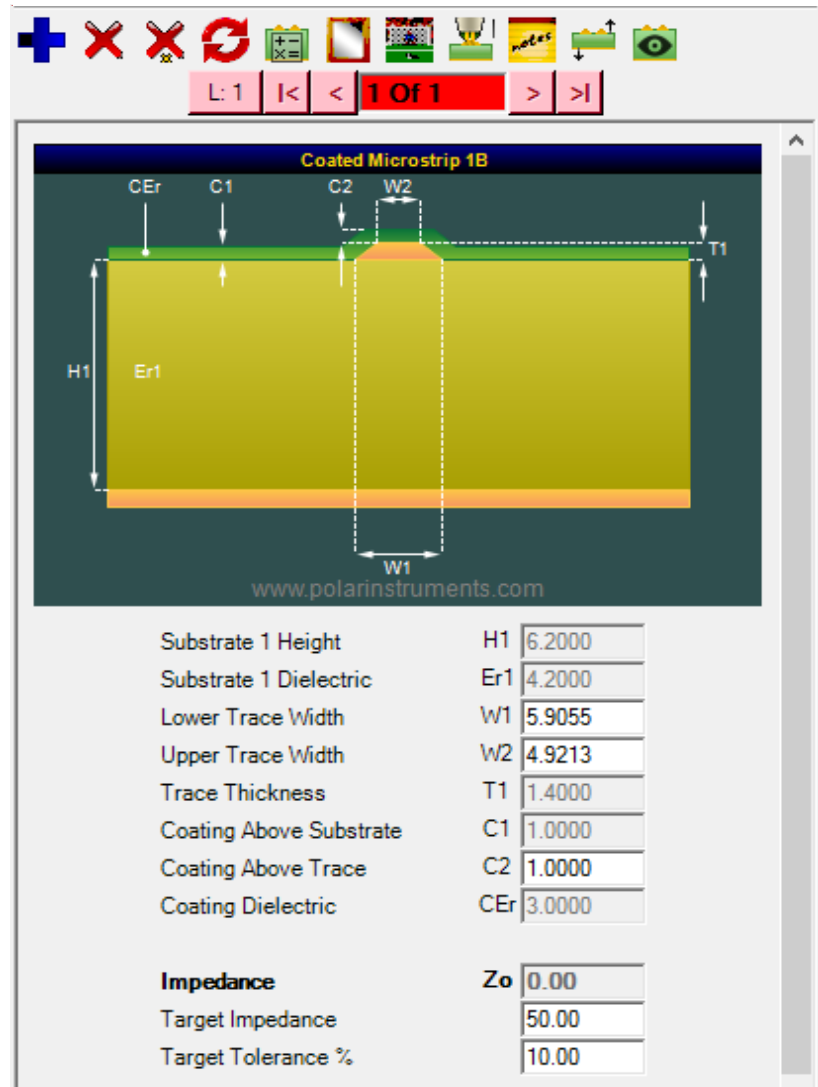 notes
L: 1 |< < 1 Of 1 > >|
Coated Microstrip 1B
CEr C1 C2 W2
T1
H1 Er1
W1
www.polarinstruments.com
Substrate 1 Height H1 6.2000
Substrate 1 Dielectric Er1 4.2000
Lower Trace Width W1 5.9055
Upper Trace Width W2 4.9213
Trace Thickness T1 1.4000
Coating Above Substrate C1 1.0000
Coating Above Trace C2 1.0000
Coating Dielectric CEr 3.0000
Impedance Zo 0.00
Target Impedance 50.00
Target Tolerance % 10.00